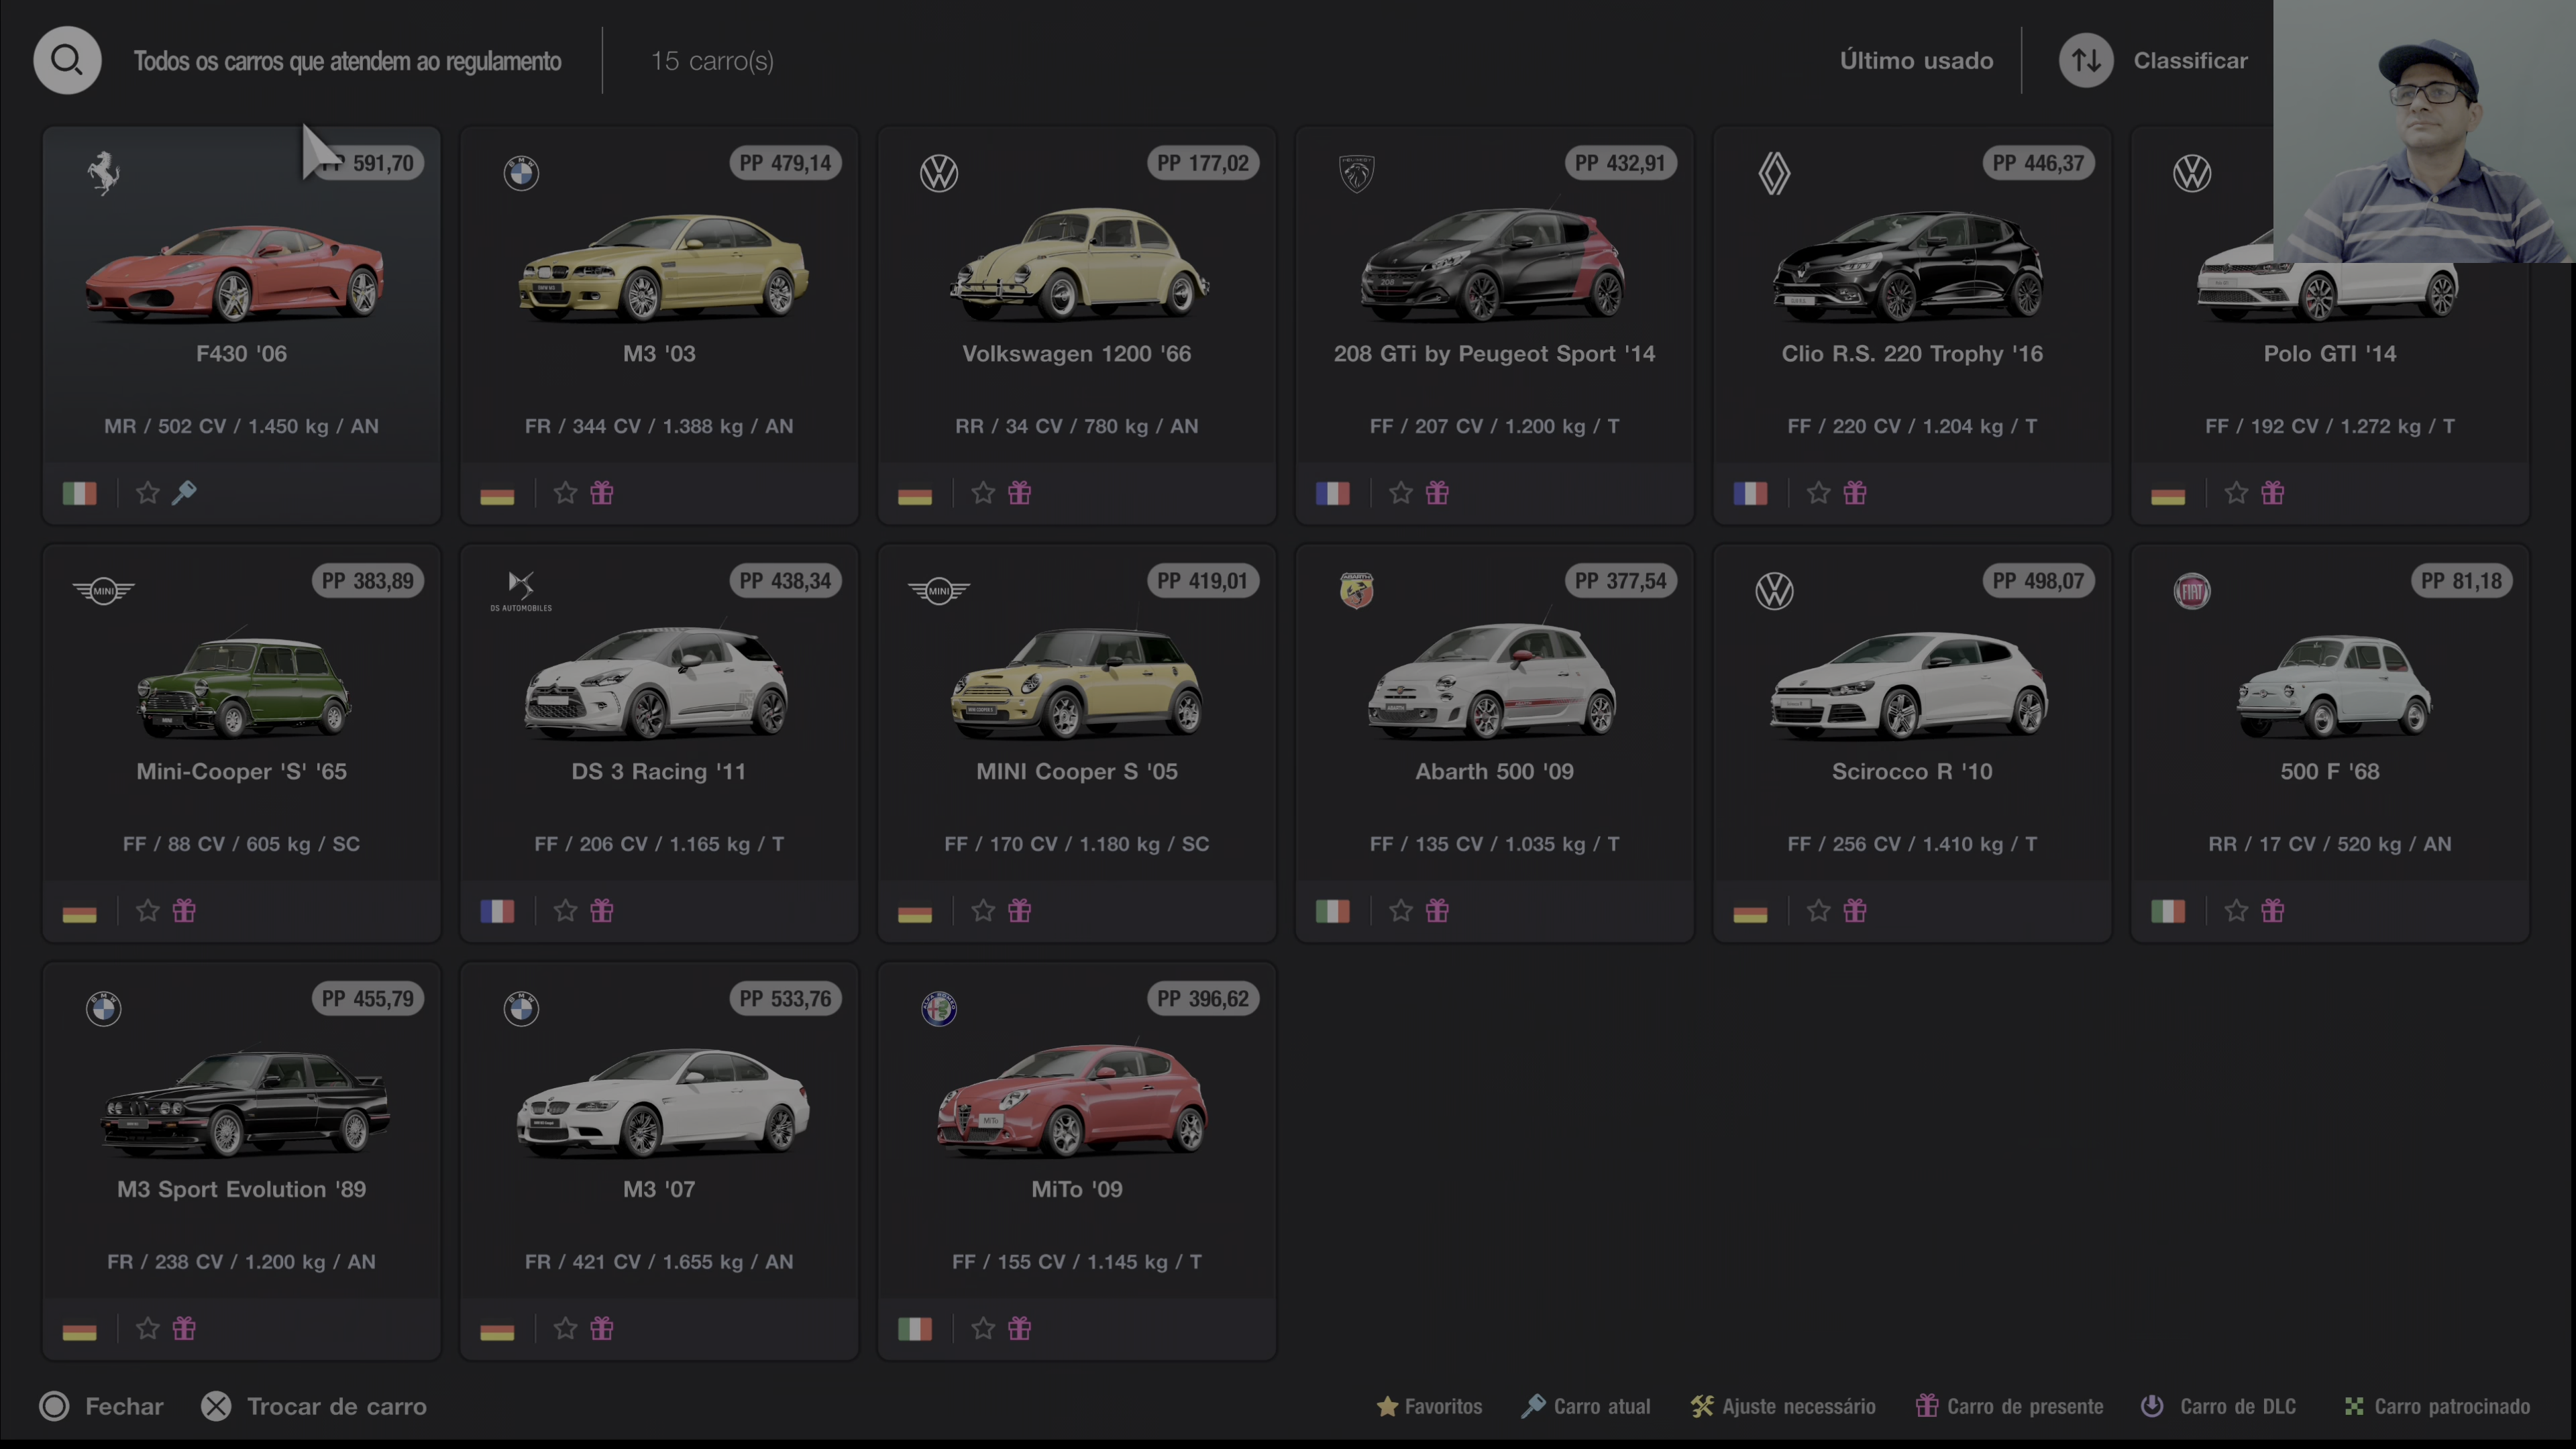 Todos os carros que atendem ao regulamento
15 carro(s)
Último usado
Classificar
591,70
F430 '06
MR / 502 CV / 1.450 kg / AN
PP 479,14
M3 '03
FR / 344 CV / 1.388 kg / AN
PP 177,02
Volkswagen 1200 '66
RR / 34 CV / 780 kg / AN
PP 432,91
208 GTi by Peugeot Sport '14
FF / 207 CV / 1.200 kg / T
PP 446,37
Clio R.S. 220 Trophy '16
FF / 220 CV / 1.204 kg / T
Polo GTI '14
FF / 192 CV / 1.272 kg / T
MINI
PP 383,89
Mini-Cooper 'S' '65
FF / 88 CV / 605 kg / SC
DS AUTOMOBILES
PP 438,34
DS 3 Racing '11
FF / 206 CV / 1.165 kg / T
MINI
PP 419,01
MINI Cooper S '05
FF / 170 CV / 1.180 kg / SC
ABARTH
PP 377,54
Abarth 500 '09
FF / 135 CV / 1.035 kg / T
PP 498,07
Scirocco R '10
FF / 256 CV / 1.410 kg / T
FIAT
PP 81,18
500 F '68
RR / 17 CV / 520 kg / AN
PP 455,79
M3 Sport Evolution '89
FR / 238 CV / 1.200 kg / AN
PP 533,76
M3 '07
FR / 421 CV / 1.655 kg / AN
PP 396,62
MiTo
MiTo '09
FF / 155 CV / 1.145 kg / T
Fechar
Trocar de carro
Favoritos
Carro atual
Ajuste necessário
Carro de presente
Carro de DLC
Carro patrocinado